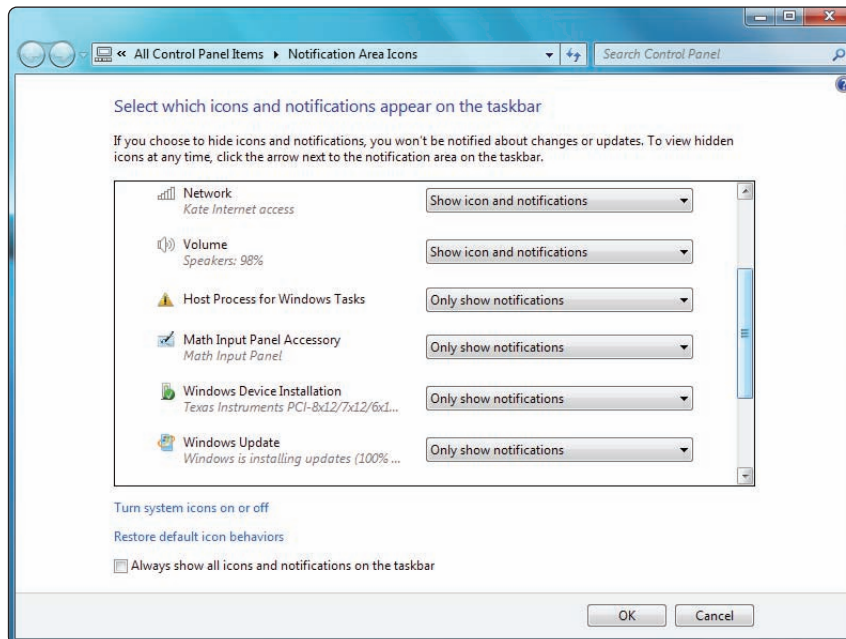 « All Control Panel Items ▸ Notification Area Icons
Search Control Panel
Select which icons and notifications appear on the taskbar
If you choose to hide icons and notifications, you won't be notified about changes or updates. To view hidden
icons at any time, click the arrow next to the notification area on the taskbar.
Network
Kate Internet access
Show icon and notifications
Volume
Speakers: 98%
Show icon and notifications
Host Process for Windows Tasks
Only show notifications
Math Input Panel Accessory
Math Input Panel
Only show notifications
Windows Device Installation
Texas Instruments PCI-8x12/7x12/6x1...
Only show notifications
Windows Update
Windows is installing updates (100% ...
Only show notifications
Turn system icons on or off
Restore default icon behaviors
Always show all icons and notifications on the taskbar
OK
Cancel